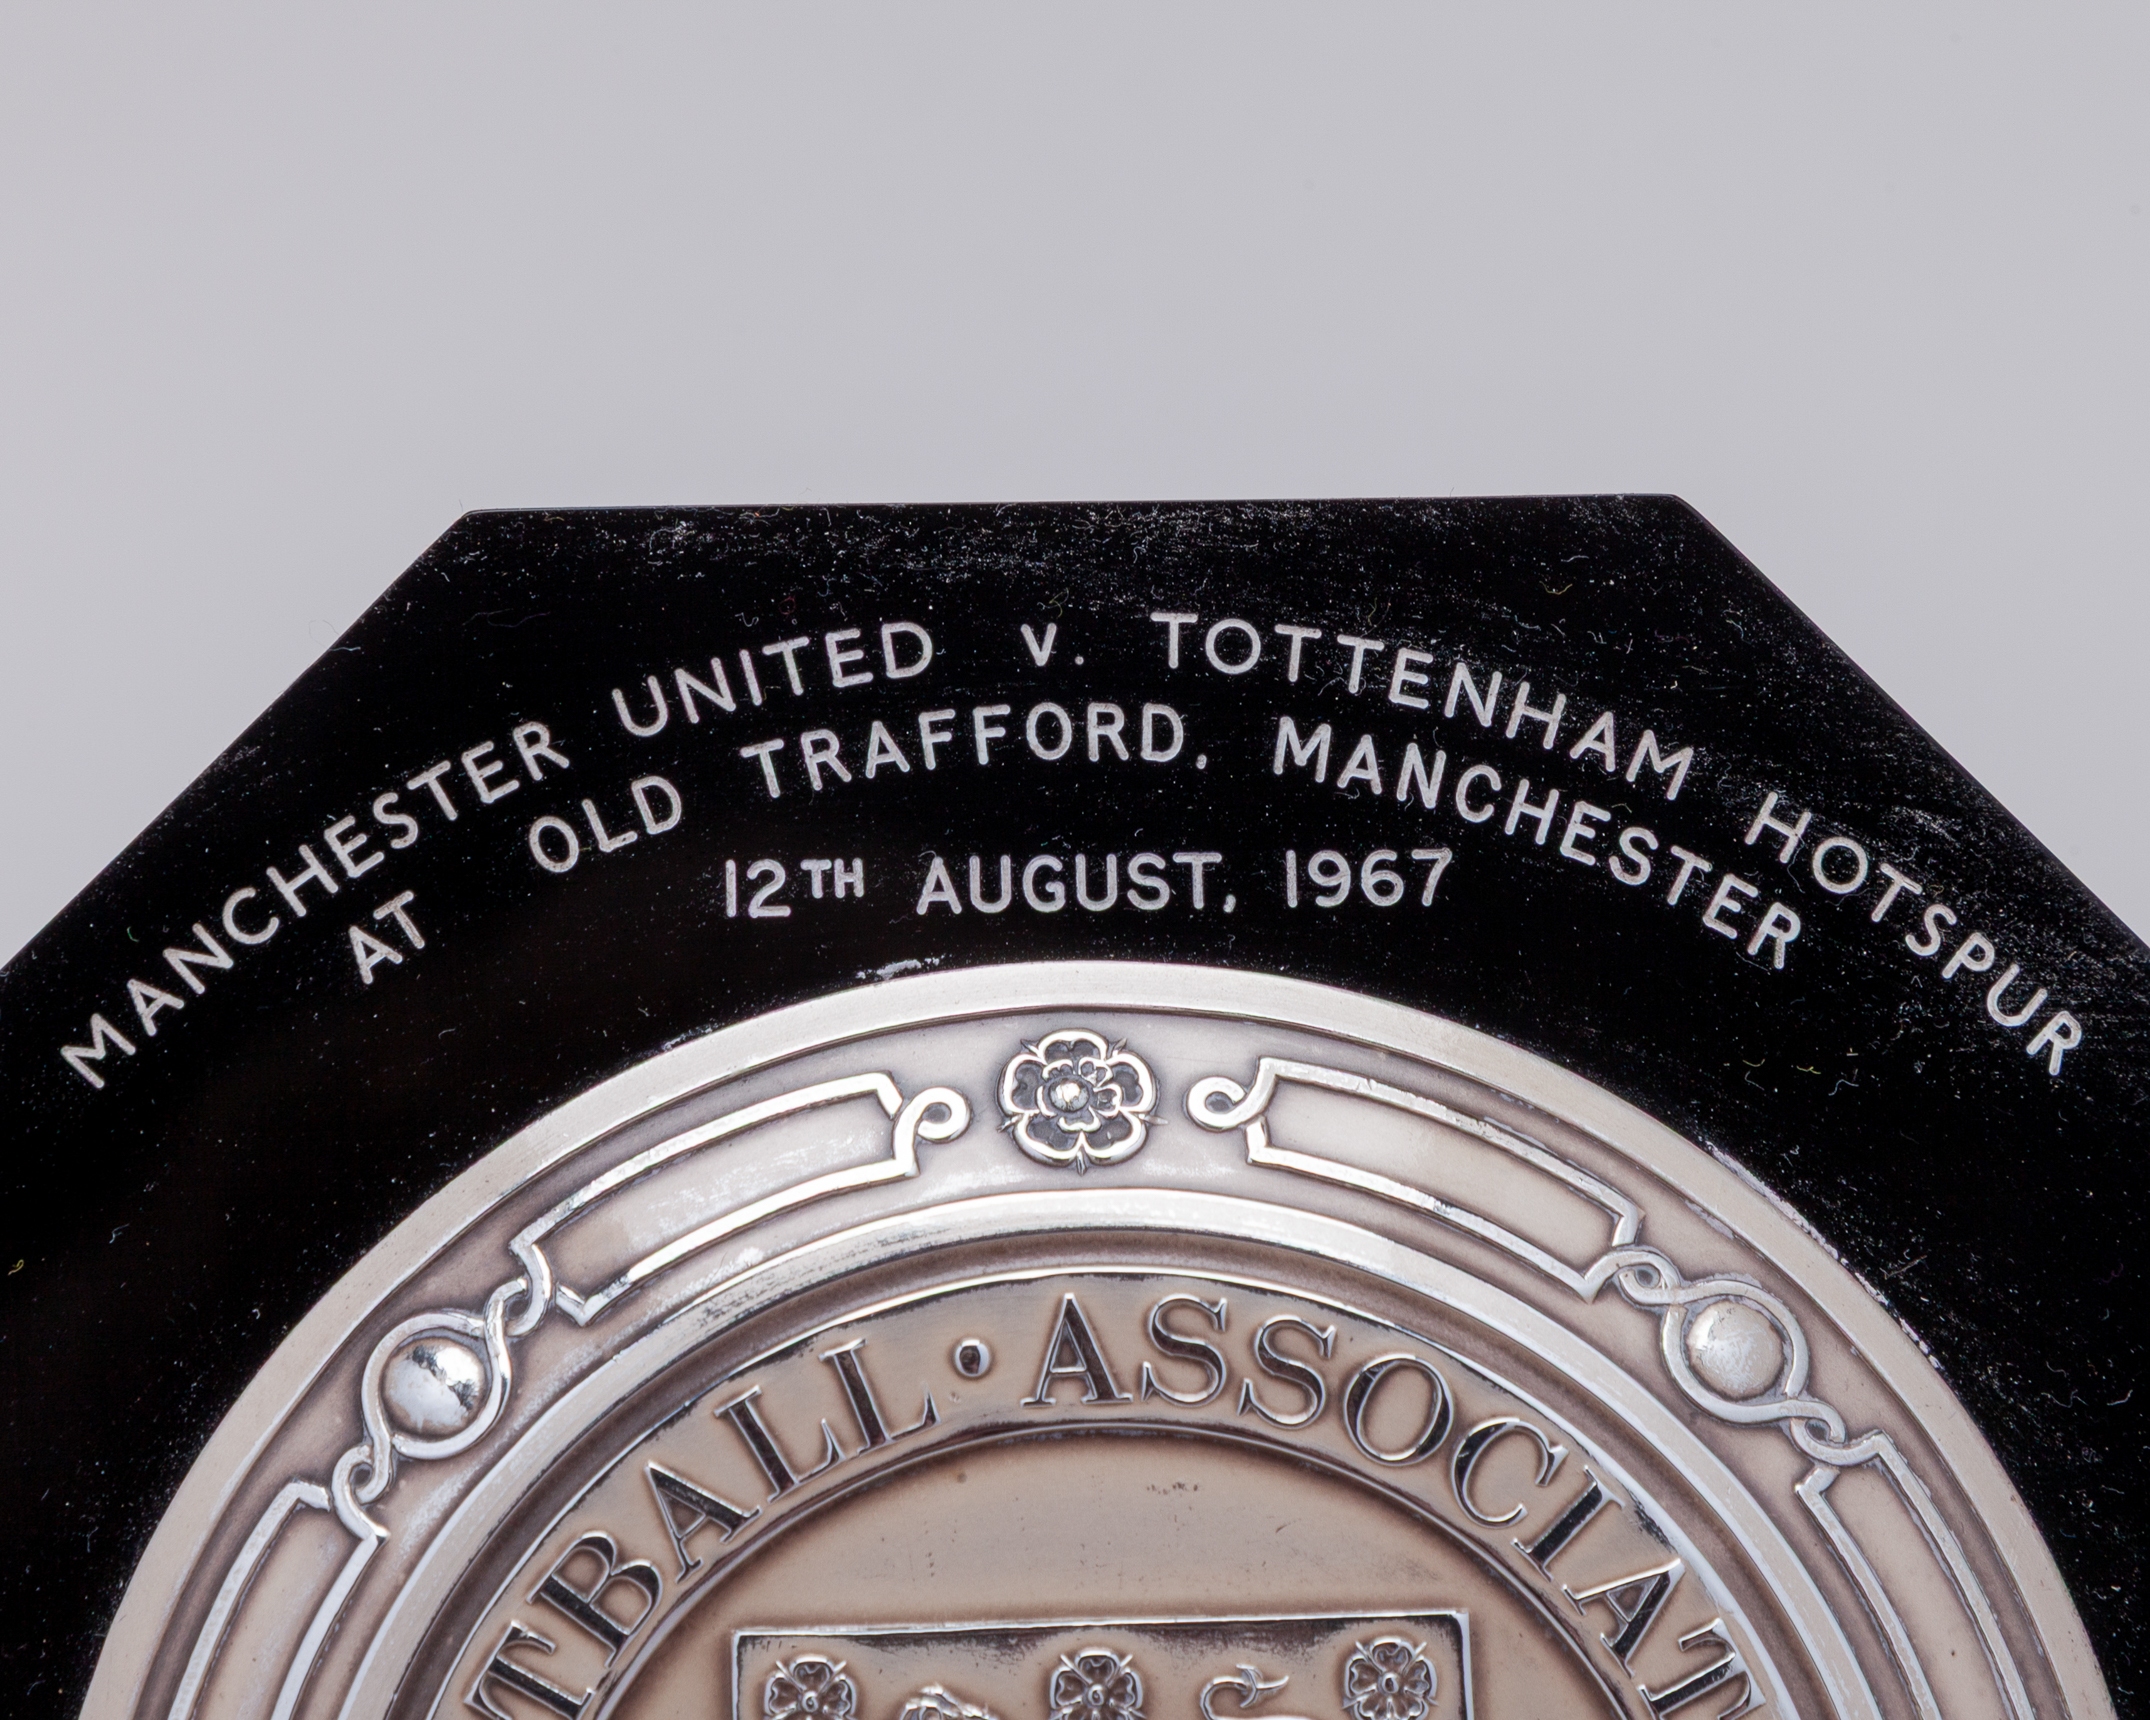 MANCHESTER UNITED v. TOTTENHAM HOTSPUR
AT OLD TRAFFORD, MANCHESTER
12TH AUGUST, 1967
TBALL · ASSOCIAT